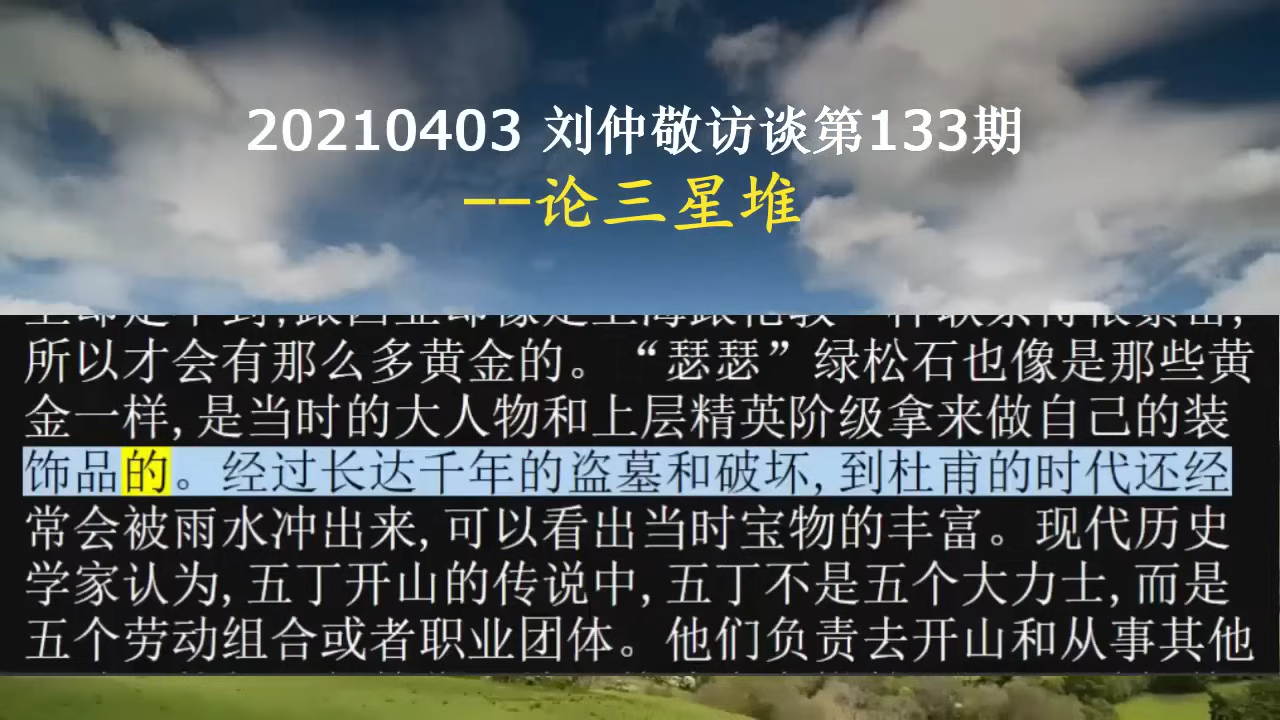 20210403 刘仲敬访谈第133期
--论三星堆
所以才会有那么多黄金的。“瑟瑟”绿松石也像是那些黄
金一样,是当时的大人物和上层精英阶级拿来做自己的装
饰品的。经过长达千年的盗墓和破坏,到杜甫的时代还经
常会被雨水冲出来,可以看出当时宝物的丰富。现代历史
学家认为,五丁开山的传说中,五丁不是五个大力士,而是
五个劳动组合或者职业团体。他们负责去开山和从事其他